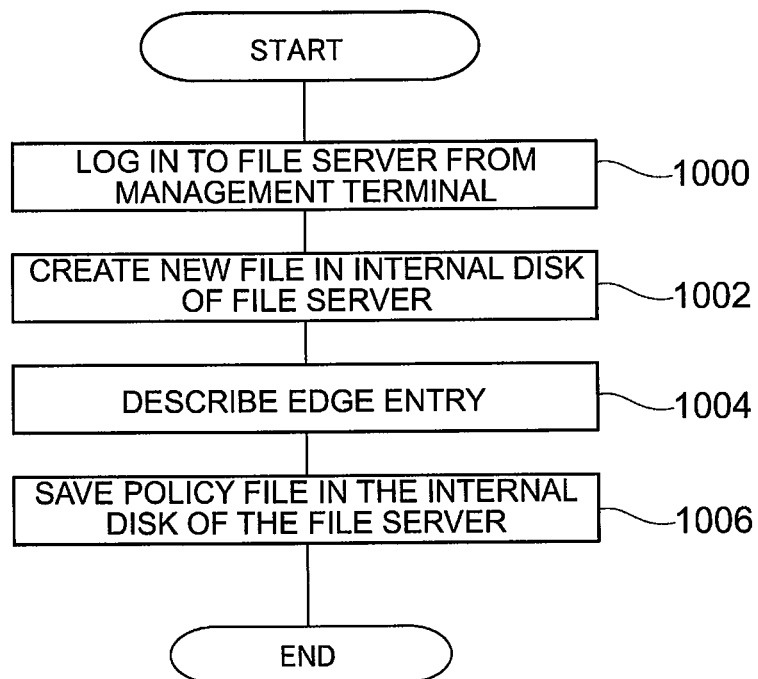 START
LOG IN TO FILE SERVER FROM
MANAGEMENT TERMINAL
1000
CREATE NEW FILE IN INTERNAL DISK
OF FILE SERVER
1002
DESCRIBE EDGE ENTRY
1004
SAVE POLICY FILE IN THE INTERNAL
DISK OF THE FILE SERVER
1006
END